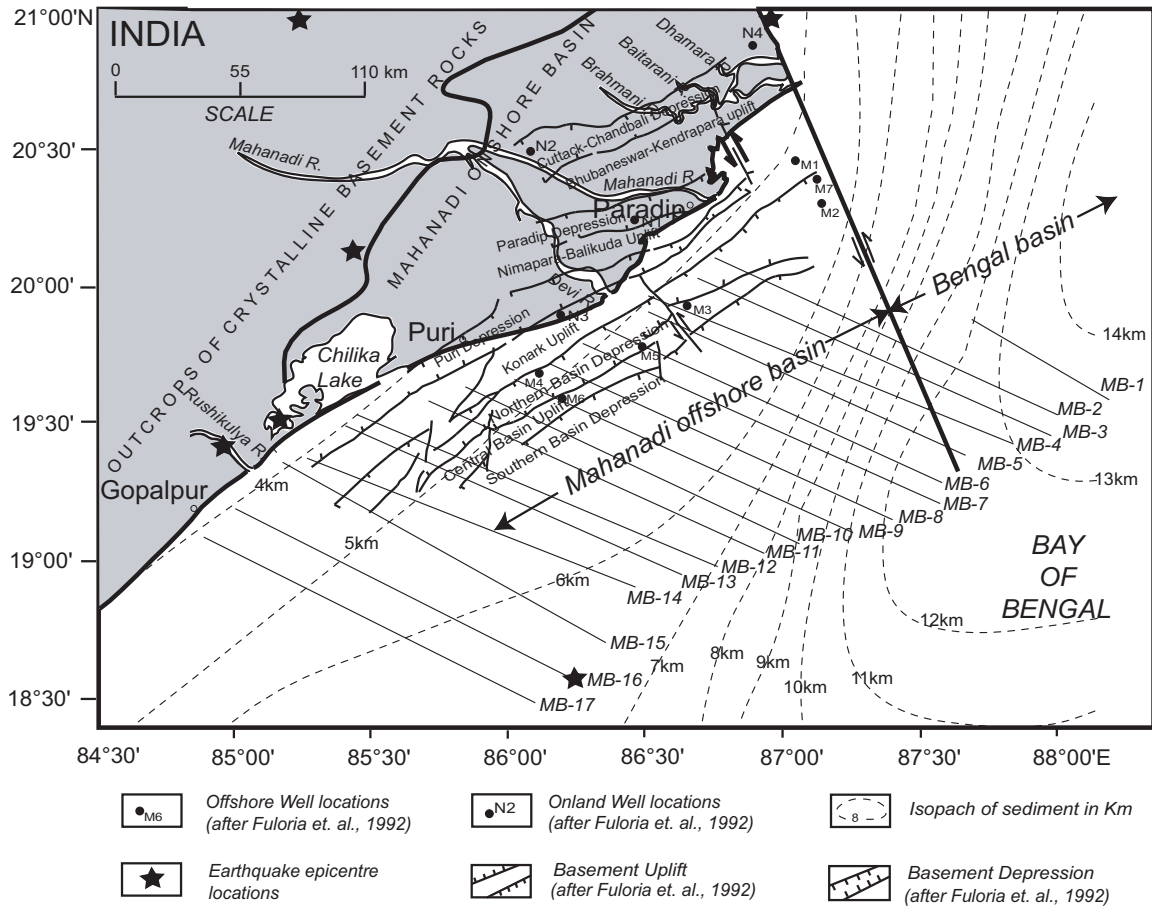 21°00'N
20°30'
20°00'
19°30'
19°00'
18°30'
84°30'
85°00'
85°30'
86°00'
86°30'
87°00'
87°30'
88°00'E
INDIA
0 55 110 km
SCALE
OUTCROPS OF CRYSTALLINE BASEMENT ROCKS
MAHANADI ONSHORE BASIN
N4
Dhamara R.
Baitarani
Brahmani
N2
Cuttack-Chandbali Depression
Bhubaneswar-Kendrapara uplift
Mahanadi R.
Mahanadi R.
Paradip
N1
Paradip Depression
Nimapara-Balikuda Uplift
Devi R.
N3
Puri
Puri Depression
Konark Uplift
Northern Basin Depression
Central Basin Uplift
Southern Basin Depression
Chilika
Lake
Rushikulya R.
Gopalpur
M1
M7
M2
M3
M5
M4
M6
Bengal basin
Mahanadi offshore basin
MB-1
MB-2
MB-3
MB-4
MB-5
MB-6
MB-7
MB-8
MB-9
MB-10
MB-11
MB-12
MB-13
MB-14
MB-15
MB-16
MB-17
4km
5km
6km
7km
8km
9km
10km
11km
12km
13km
14km
BAY
OF
BENGAL
M6
Offshore Well locations
(after Fuloria et. al., 1992)
N2
Onland Well locations
(after Fuloria et. al., 1992)
8
Isopach of sediment in Km
Earthquake epicentre
locations
Basement Uplift
(after Fuloria et. al., 1992)
Basement Depression
(after Fuloria et. al., 1992)